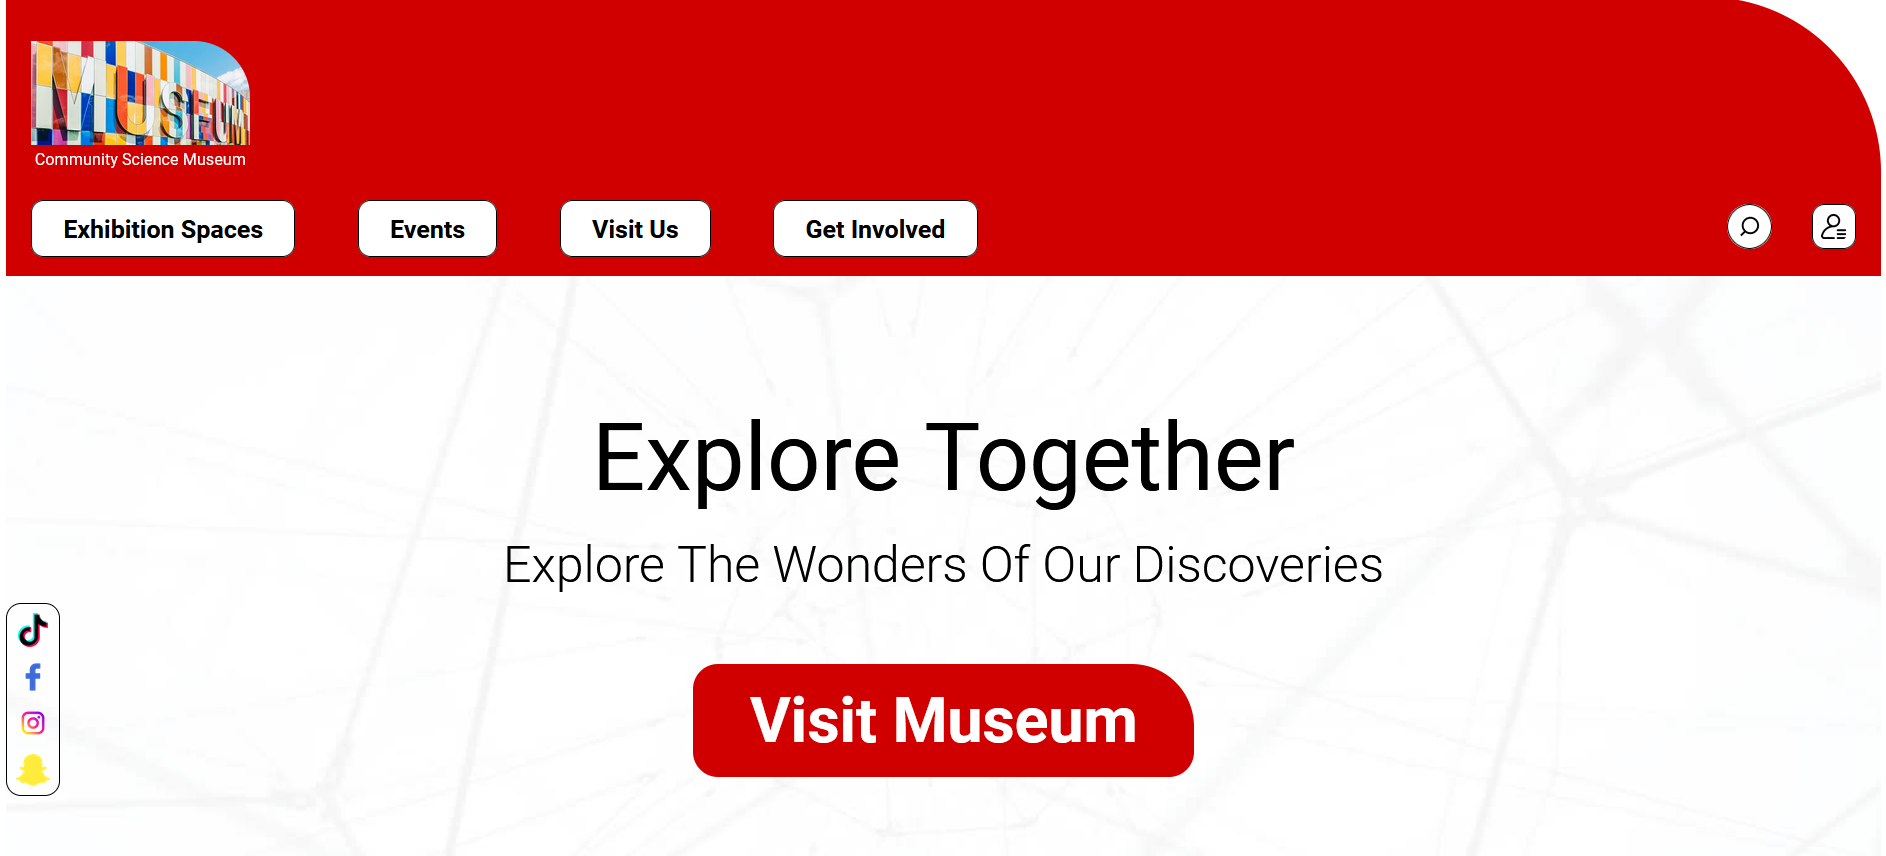 MUSEUM
Community Science Museum
Exhibition Spaces
Events
Visit Us
Get Involved
Explore Together
Explore The Wonders Of Our Discoveries
Visit Museum